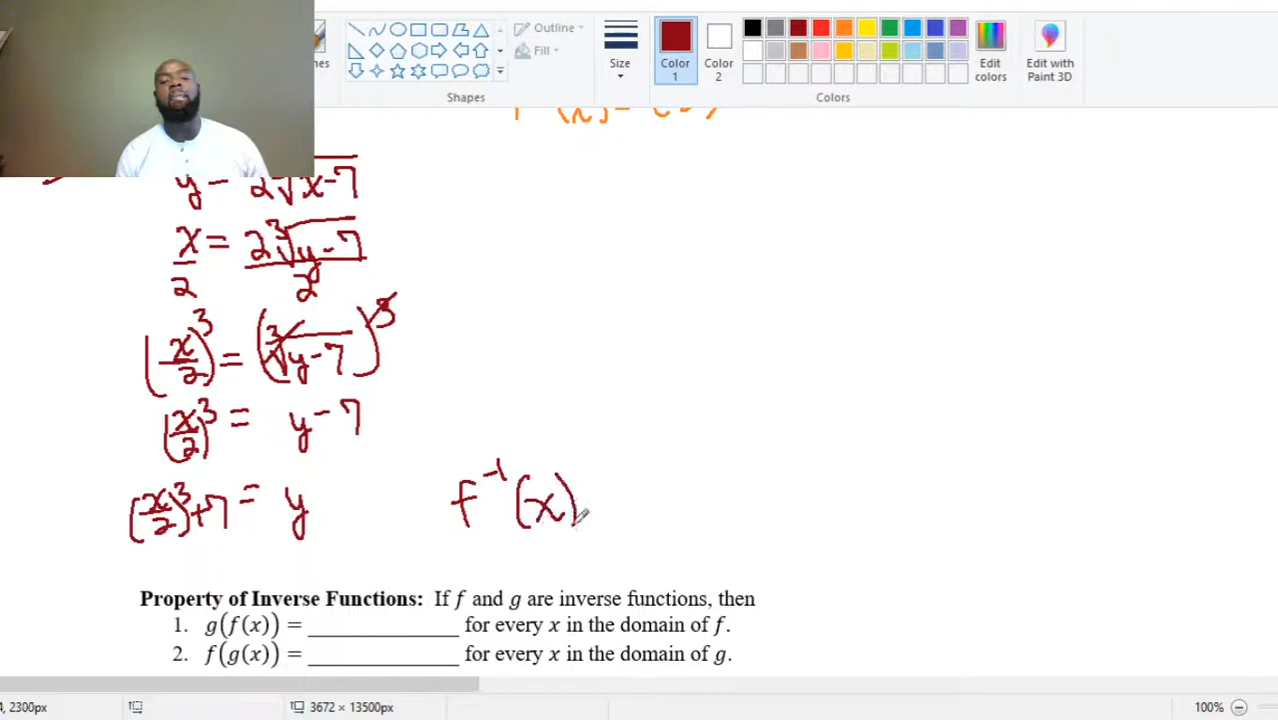 Outline
Fill
Size
Color 1
Color 2
Edit colors
Edit with Paint 3D
Shapes
Colors
y - 2√x-7
x/2 = 2∛y-7/2
(x/2)³ = (∛y-7)³
(x/2)³ = y-7
(x/2)³+7 = y
f⁻¹(x)
Property of Inverse Functions: If f and g are inverse functions, then
1. g(f(x)) = ____________ for every x in the domain of f.
2. f(g(x)) = ____________ for every x in the domain of g.
, 2300px
3672 × 13500px
100%